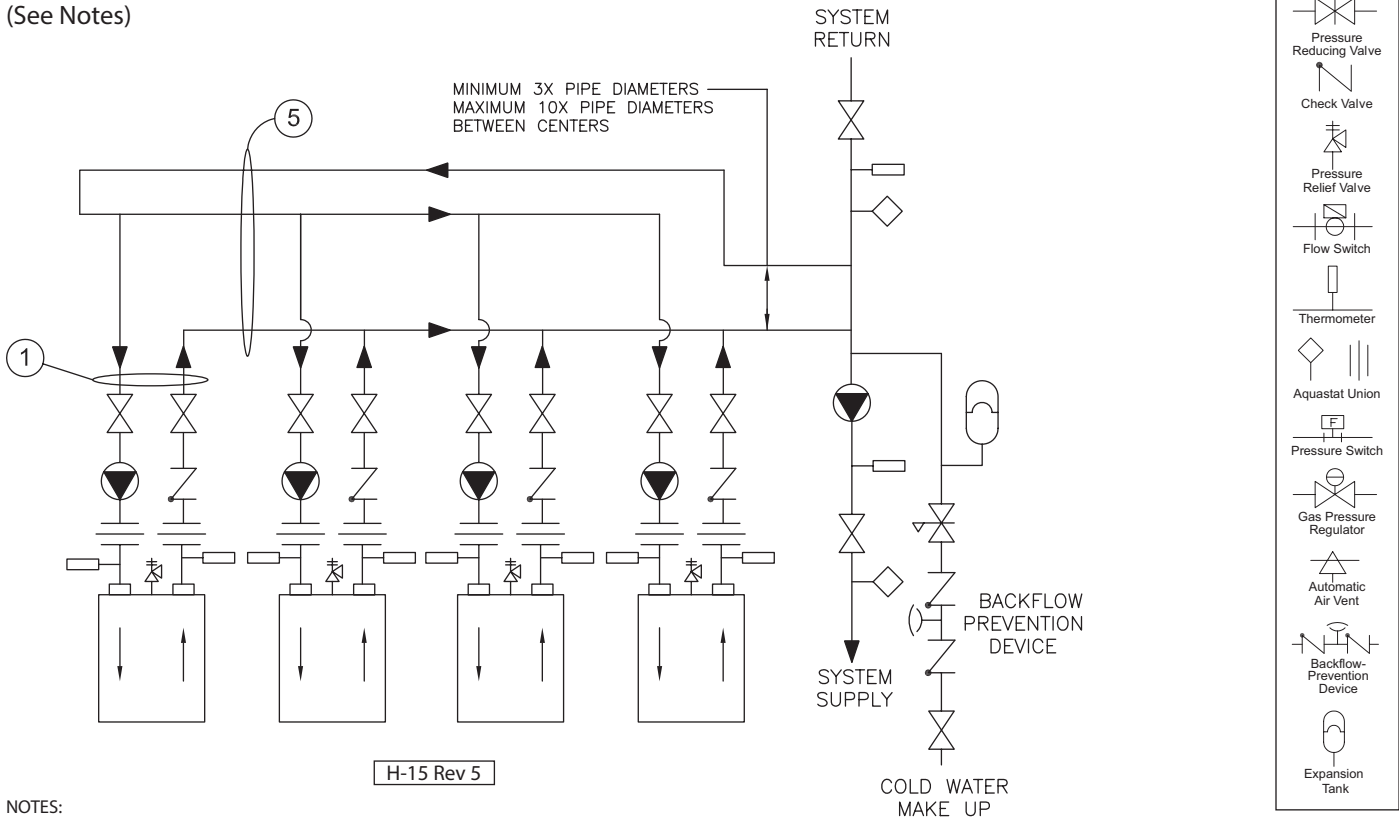 (See Notes)
SYSTEM
RETURN
MINIMUM 3X PIPE DIAMETERS
MAXIMUM 10X PIPE DIAMETERS
BETWEEN CENTERS
5
1
BACKFLOW
PREVENTION
DEVICE
SYSTEM
SUPPLY
COLD WATER
MAKE UP
H-15 Rev 5
NOTES:
Pressure
Reducing Valve
Check Valve
Pressure
Relief Valve
Flow Switch
Thermometer
Aquastat Union
F
Pressure Switch
Gas Pressure
Regulator
Automatic
Air Vent
Backflow-
Prevention
Device
Expansion
Tank